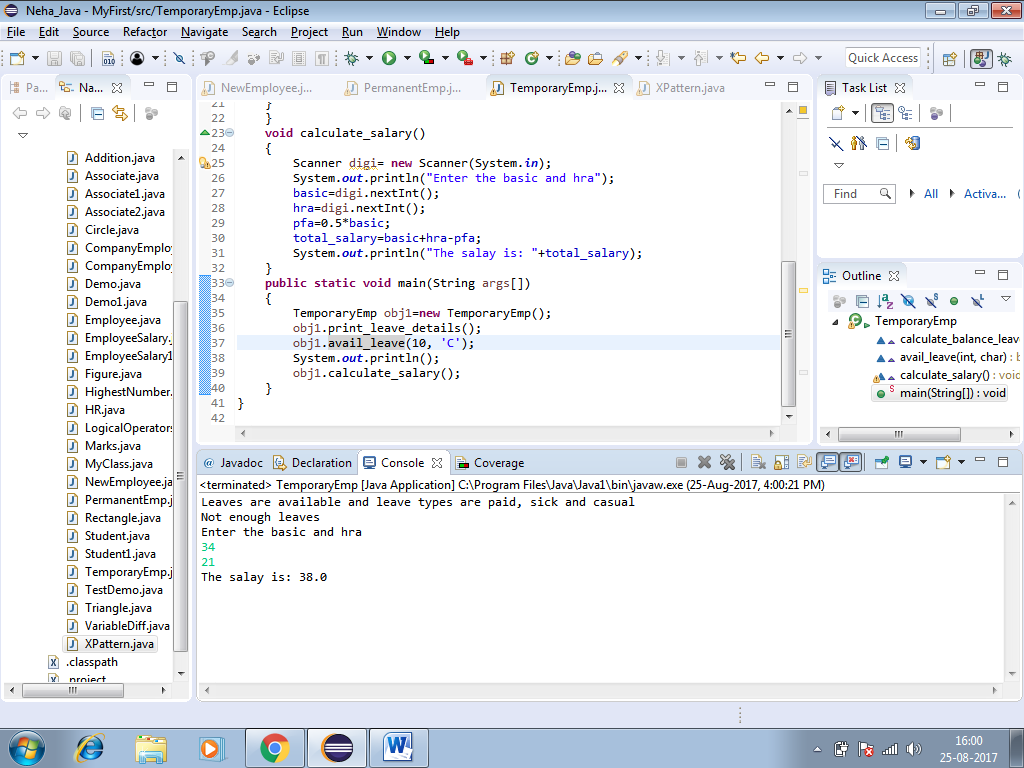 Neha_Java - MyFirst/src/TemporaryEmp.java - Eclipse
File Edit Source Refactor Navigate Search Project Run Window Help
Quick Access
Pa... Na...
NewEmployee.j... PermanentEmp.j... TemporaryEmp.j... XPattern.java
Task List
Addition.java
Associate.java
Associate1.java
Associate2.java
Circle.java
CompanyEmplo
CompanyEmplo
Demo.java
Demo1.java
Employee.java
EmployeeSalary.
EmployeeSalary1
Figure.java
HighestNumber.
HR.java
LogicalOperator
Marks.java
MyClass.java
NewEmployee.ja
PermanentEmp.j
Rectangle.java
Student.java
Student1.java
TemporaryEmp.j
TestDemo.java
Triangle.java
VariableDiff.java
XPattern.java
.classpath
.project
21 }
22 }
23 void calculate_salary()
24 {
25 Scanner digi= new Scanner(System.in);
26 System.out.println("Enter the basic and hra");
27 basic=digi.nextInt();
28 hra=digi.nextInt();
29 pfa=0.5*basic;
30 total_salary=basic+hra-pfa;
31 System.out.println("The salay is: "+total_salary);
32 }
33 public static void main(String args[])
34 {
35 TemporaryEmp obj1=new TemporaryEmp();
36 obj1.print_leave_details();
37 obj1.avail_leave(10, 'C');
38 System.out.println();
39 obj1.calculate_salary();
40 }
41 }
42
Find All Activa...
Outline
TemporaryEmp
calculate_balance_leav
avail_leave(int, char) : b
calculate_salary() : void
main(String[]) : void
@ Javadoc Declaration Console Coverage
<terminated> TemporaryEmp [Java Application] C:\Program Files\Java\Java1\bin\javaw.exe (25-Aug-2017, 4:00:21 PM)
Leaves are available and leave types are paid, sick and casual
Not enough leaves
Enter the basic and hra
34
21
The salay is: 38.0
16:00
25-08-2017